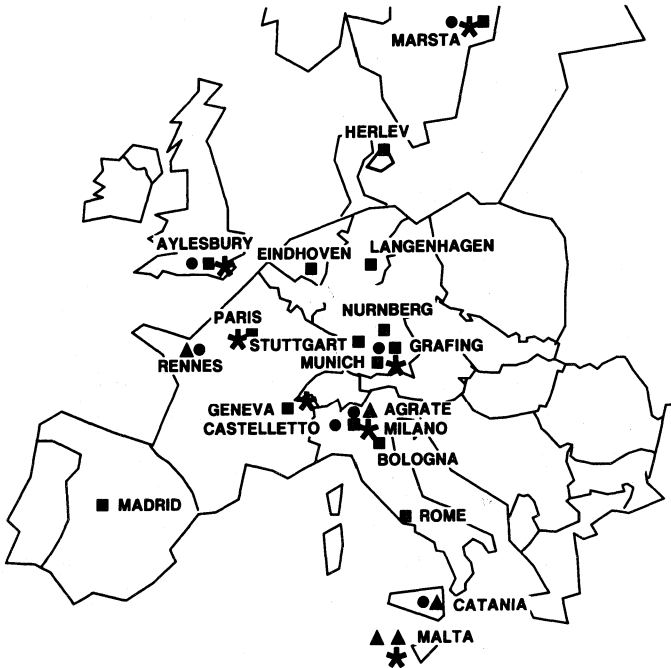 MARSTA
HERLEV
AYLESBURY
EINDHOVEN
LANGENHAGEN
NURNBERG
PARIS
STUTTGART
GRAFING
MUNICH
RENNES
GENEVA
AGRATE
CASTELLETTO
MILANO
BOLOGNA
MADRID
ROME
CATANIA
MALTA